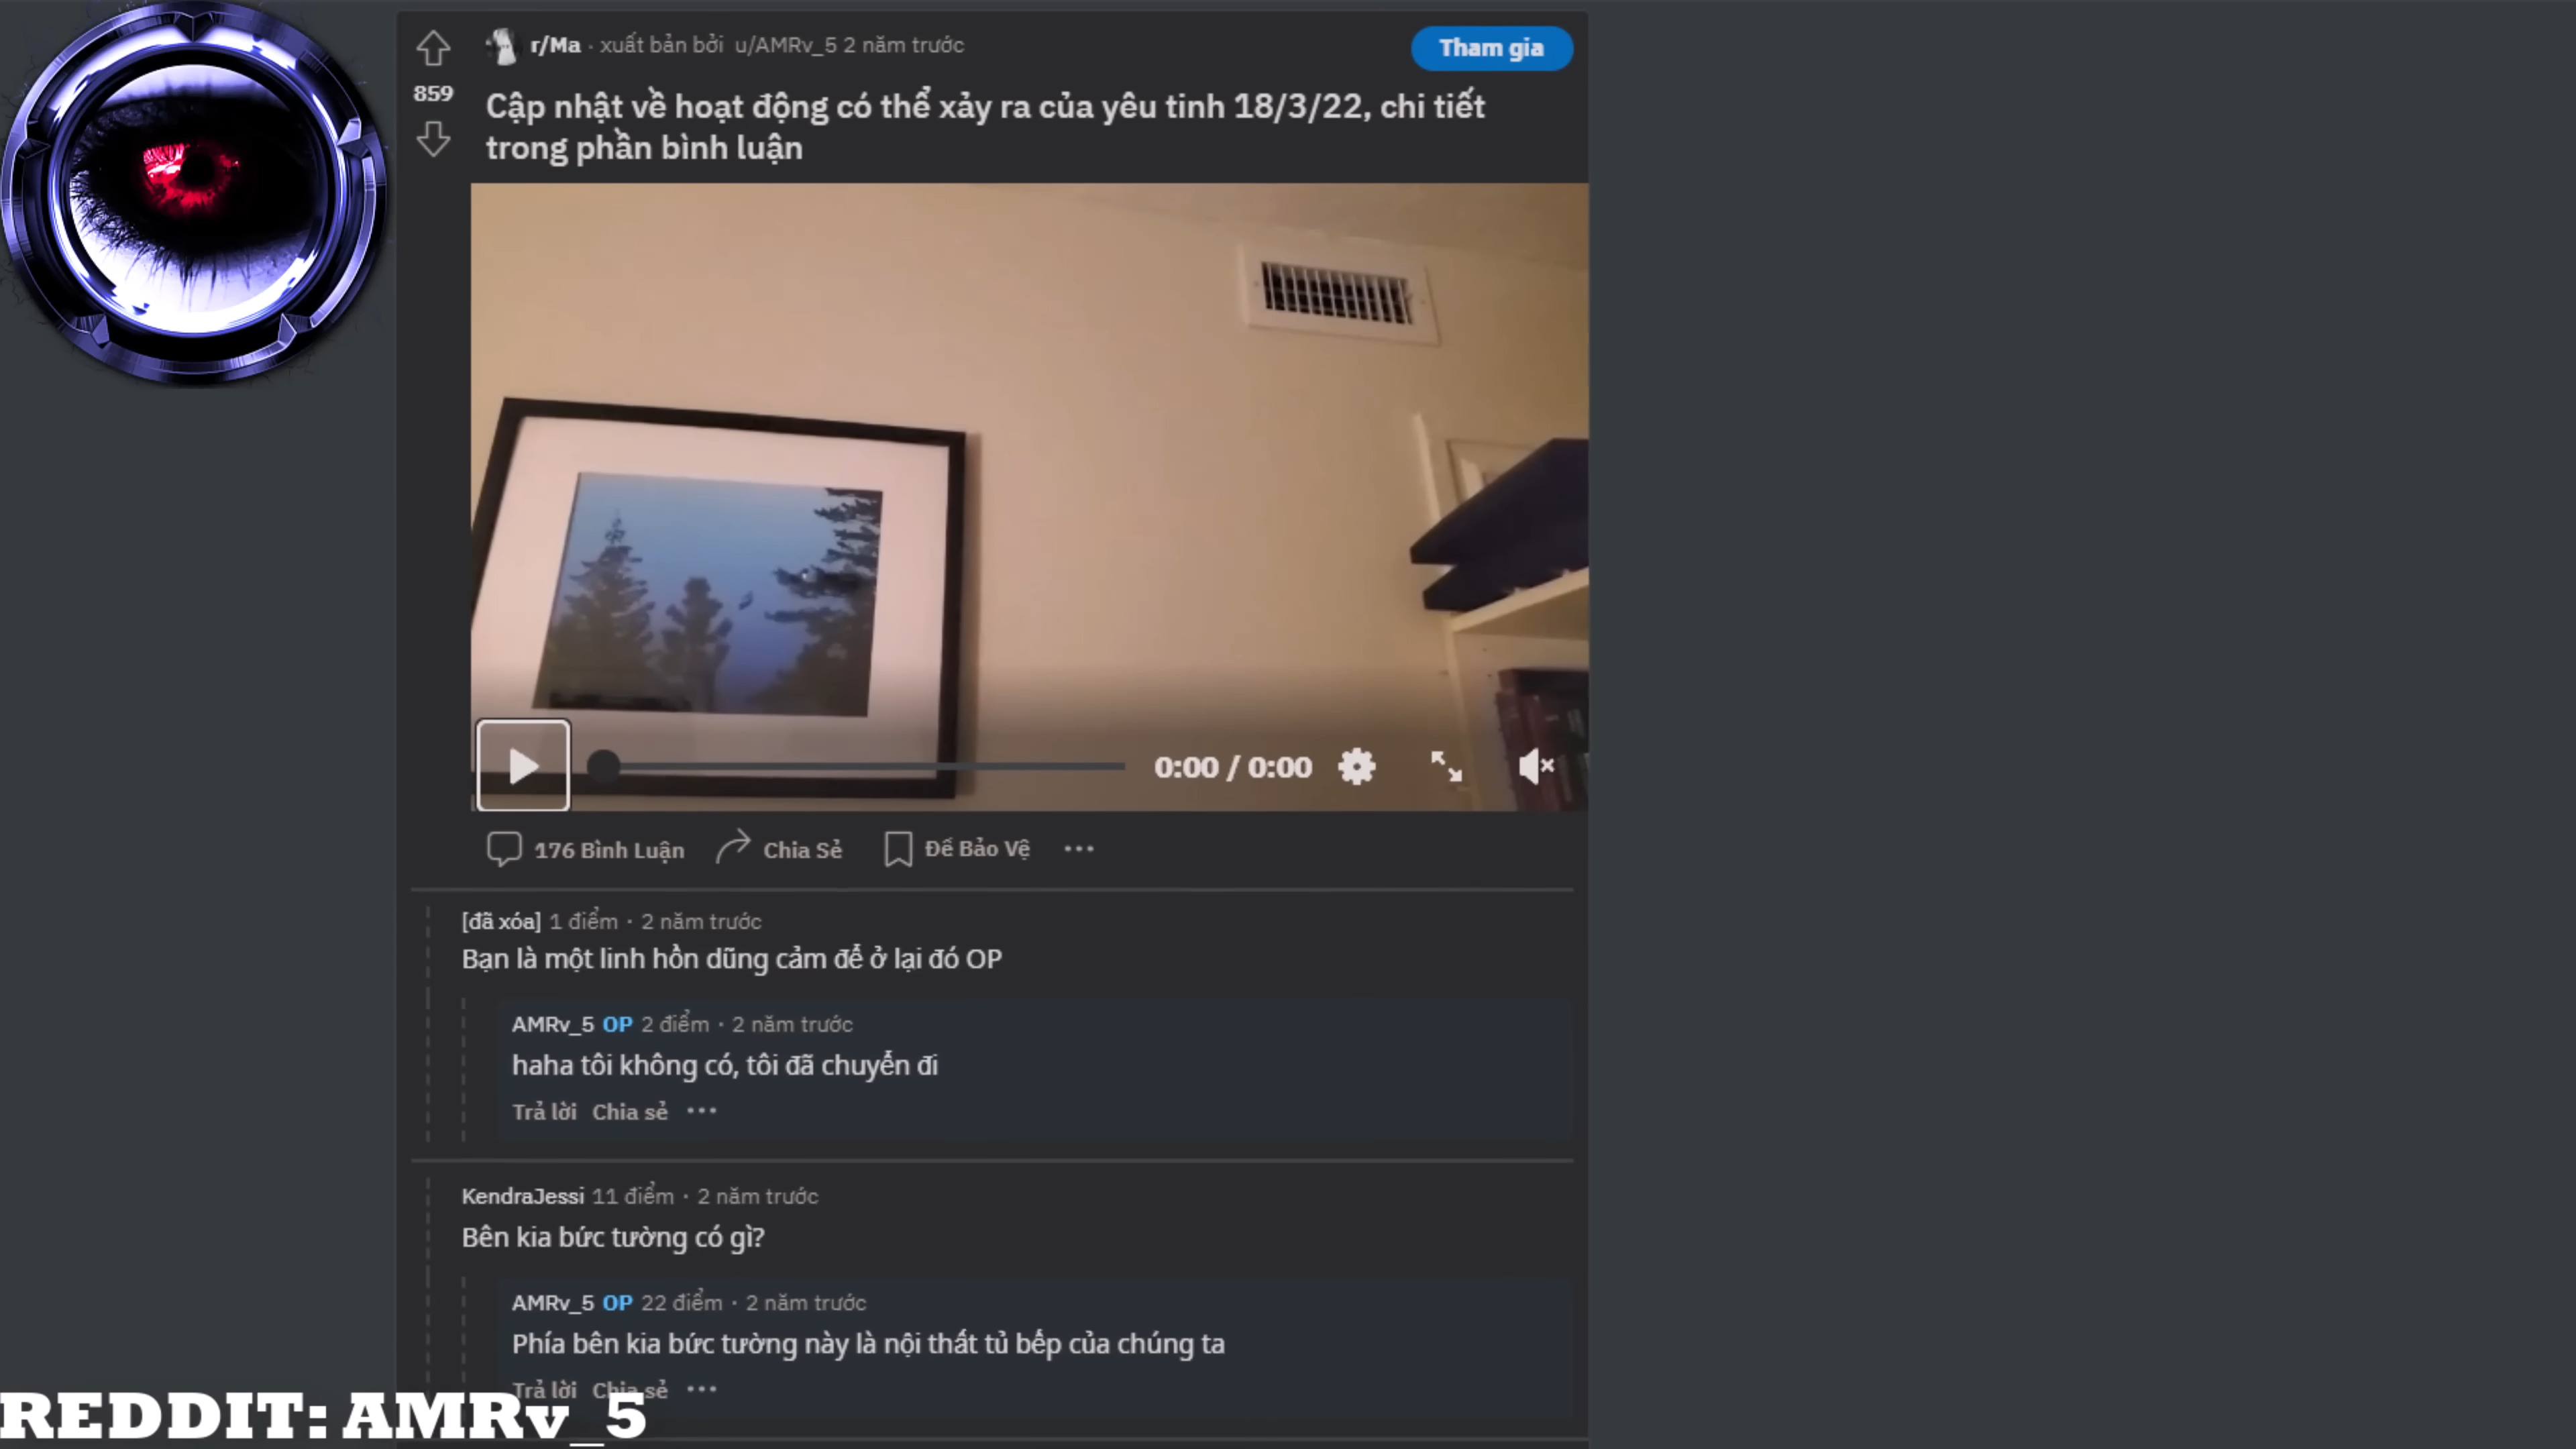 r/Ma · xuất bản bởi u/AMRv_5 2 năm trước
Tham gia
859
Cập nhật về hoạt động có thể xảy ra của yêu tinh 18/3/22, chi tiết
trong phần bình luận
0:00 / 0:00
176 Bình Luận Chia Sẻ Để Bảo Vệ ...
[đã xóa] 1 điểm · 2 năm trước
Bạn là một linh hồn dũng cảm để ở lại đó OP
AMRv_5 OP 2 điểm · 2 năm trước
haha tôi không có, tôi đã chuyển đi
Trả lời Chia sẻ ...
KendraJessi 11 điểm · 2 năm trước
Bên kia bức tường có gì?
AMRv_5 OP 22 điểm · 2 năm trước
Phía bên kia bức tường này là nội thất tủ bếp của chúng ta
Trả lời Chia sẻ ...
REDDIT: AMRv_5